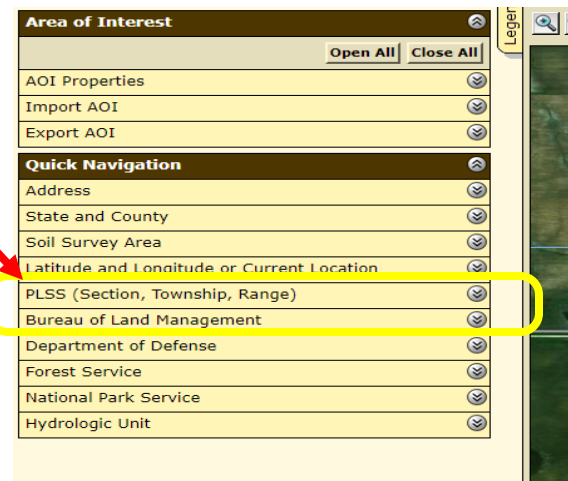 Area of Interest
Legen
Open All Close All
AOI Properties
Import AOI
Export AOI
Quick Navigation
Address
State and County
Soil Survey Area
Latitude and Longitude or Current Location
PLSS (Section, Township, Range)
Bureau of Land Management
Department of Defense
Forest Service
National Park Service
Hydrologic Unit